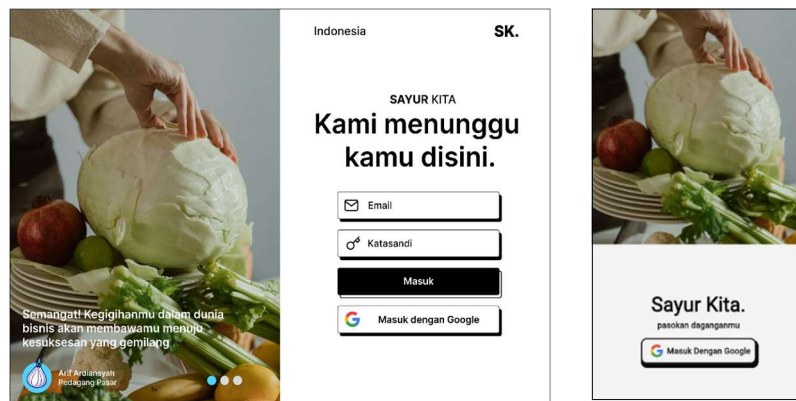 Semangat! Kegigihanmu dalam dunia
bisnis akan membawamu menuju
kesuksesan yang gemilang
Arif Ardiansyah
Pedagang Pasar
Indonesia
SK.
SAYUR KITA
Kami menunggu
kamu disini.
Email
Katasandi
Masuk
Masuk dengan Google
Sayur Kita.
pasokan daganganmu
Masuk Dengan Google